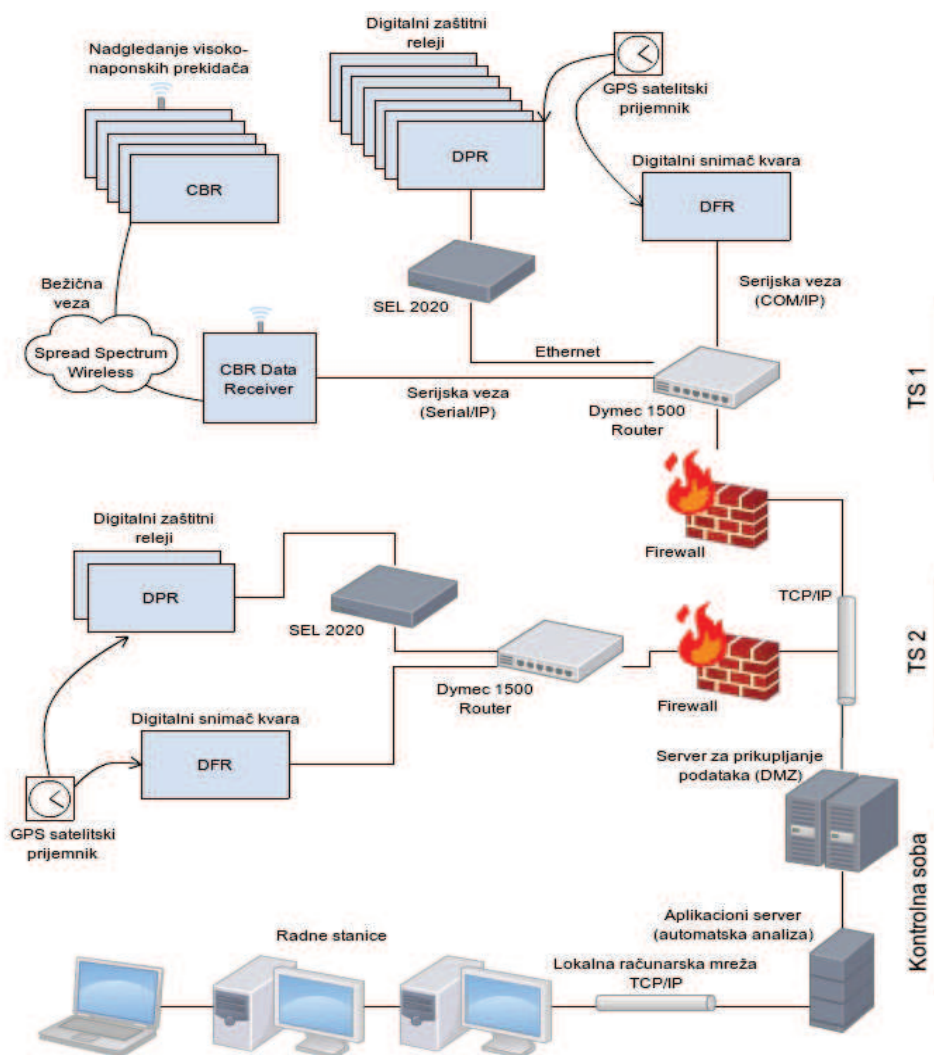 Digitalni zaštitni
releji
Nadgledanje visoko-
naponskih prekidača
GPS satelitski
prijemnik
DPR
Digitalni snimač kvara
CBR
DFR
Bežična
veza
SEL 2020
Serijska veza
(COM/IP)
Spread Spectrum
Wireless
CBR Data
Receiver
Ethernet
Serijska veza
(Serial/IP)
Dymec 1500
Router
TS 1
Firewall
Digitalni zaštitni
releji
DPR
SEL 2020
TCP/IP
Dymec 1500
Router
Firewall
TS 2
Digitalni snimač kvara
DFR
GPS satelitski
prijemnik
Server za prikupljanje
podataka (DMZ)
Kontrolna soba
Aplikacioni server
(automatska analiza)
Radne stanice
Lokalna računarska mreža
TCP/IP